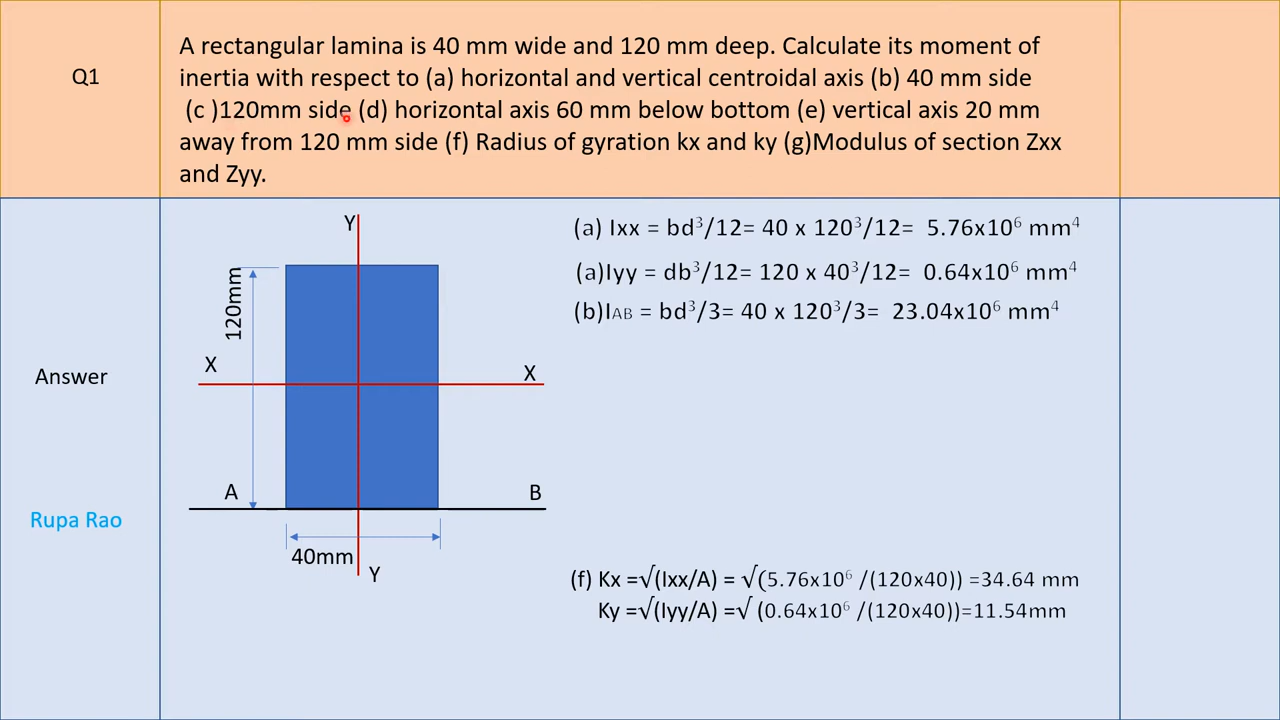 Q1
A rectangular lamina is 40 mm wide and 120 mm deep. Calculate its moment of
inertia with respect to (a) horizontal and vertical centroidal axis (b) 40 mm side
(c )120mm side (d) horizontal axis 60 mm below bottom (e) vertical axis 20 mm
away from 120 mm side (f) Radius of gyration kx and ky (g)Modulus of section Zxx
and Zyy.
Answer
Rupa Rao
Y
120mm
X
X
A
B
40mm
Y
(a) Ixx = bd³/12= 40 x 120³/12= 5.76x10⁶ mm⁴
(a)Iyy = db³/12= 120 x 40³/12= 0.64x10⁶ mm⁴
(b)IAB = bd³/3= 40 x 120³/3= 23.04x10⁶ mm⁴
(f) Kx =√(Ixx/A) = √(5.76x10⁶ /(120x40)) =34.64 mm
Ky =√(Iyy/A) =√ (0.64x10⁶ /(120x40))=11.54mm